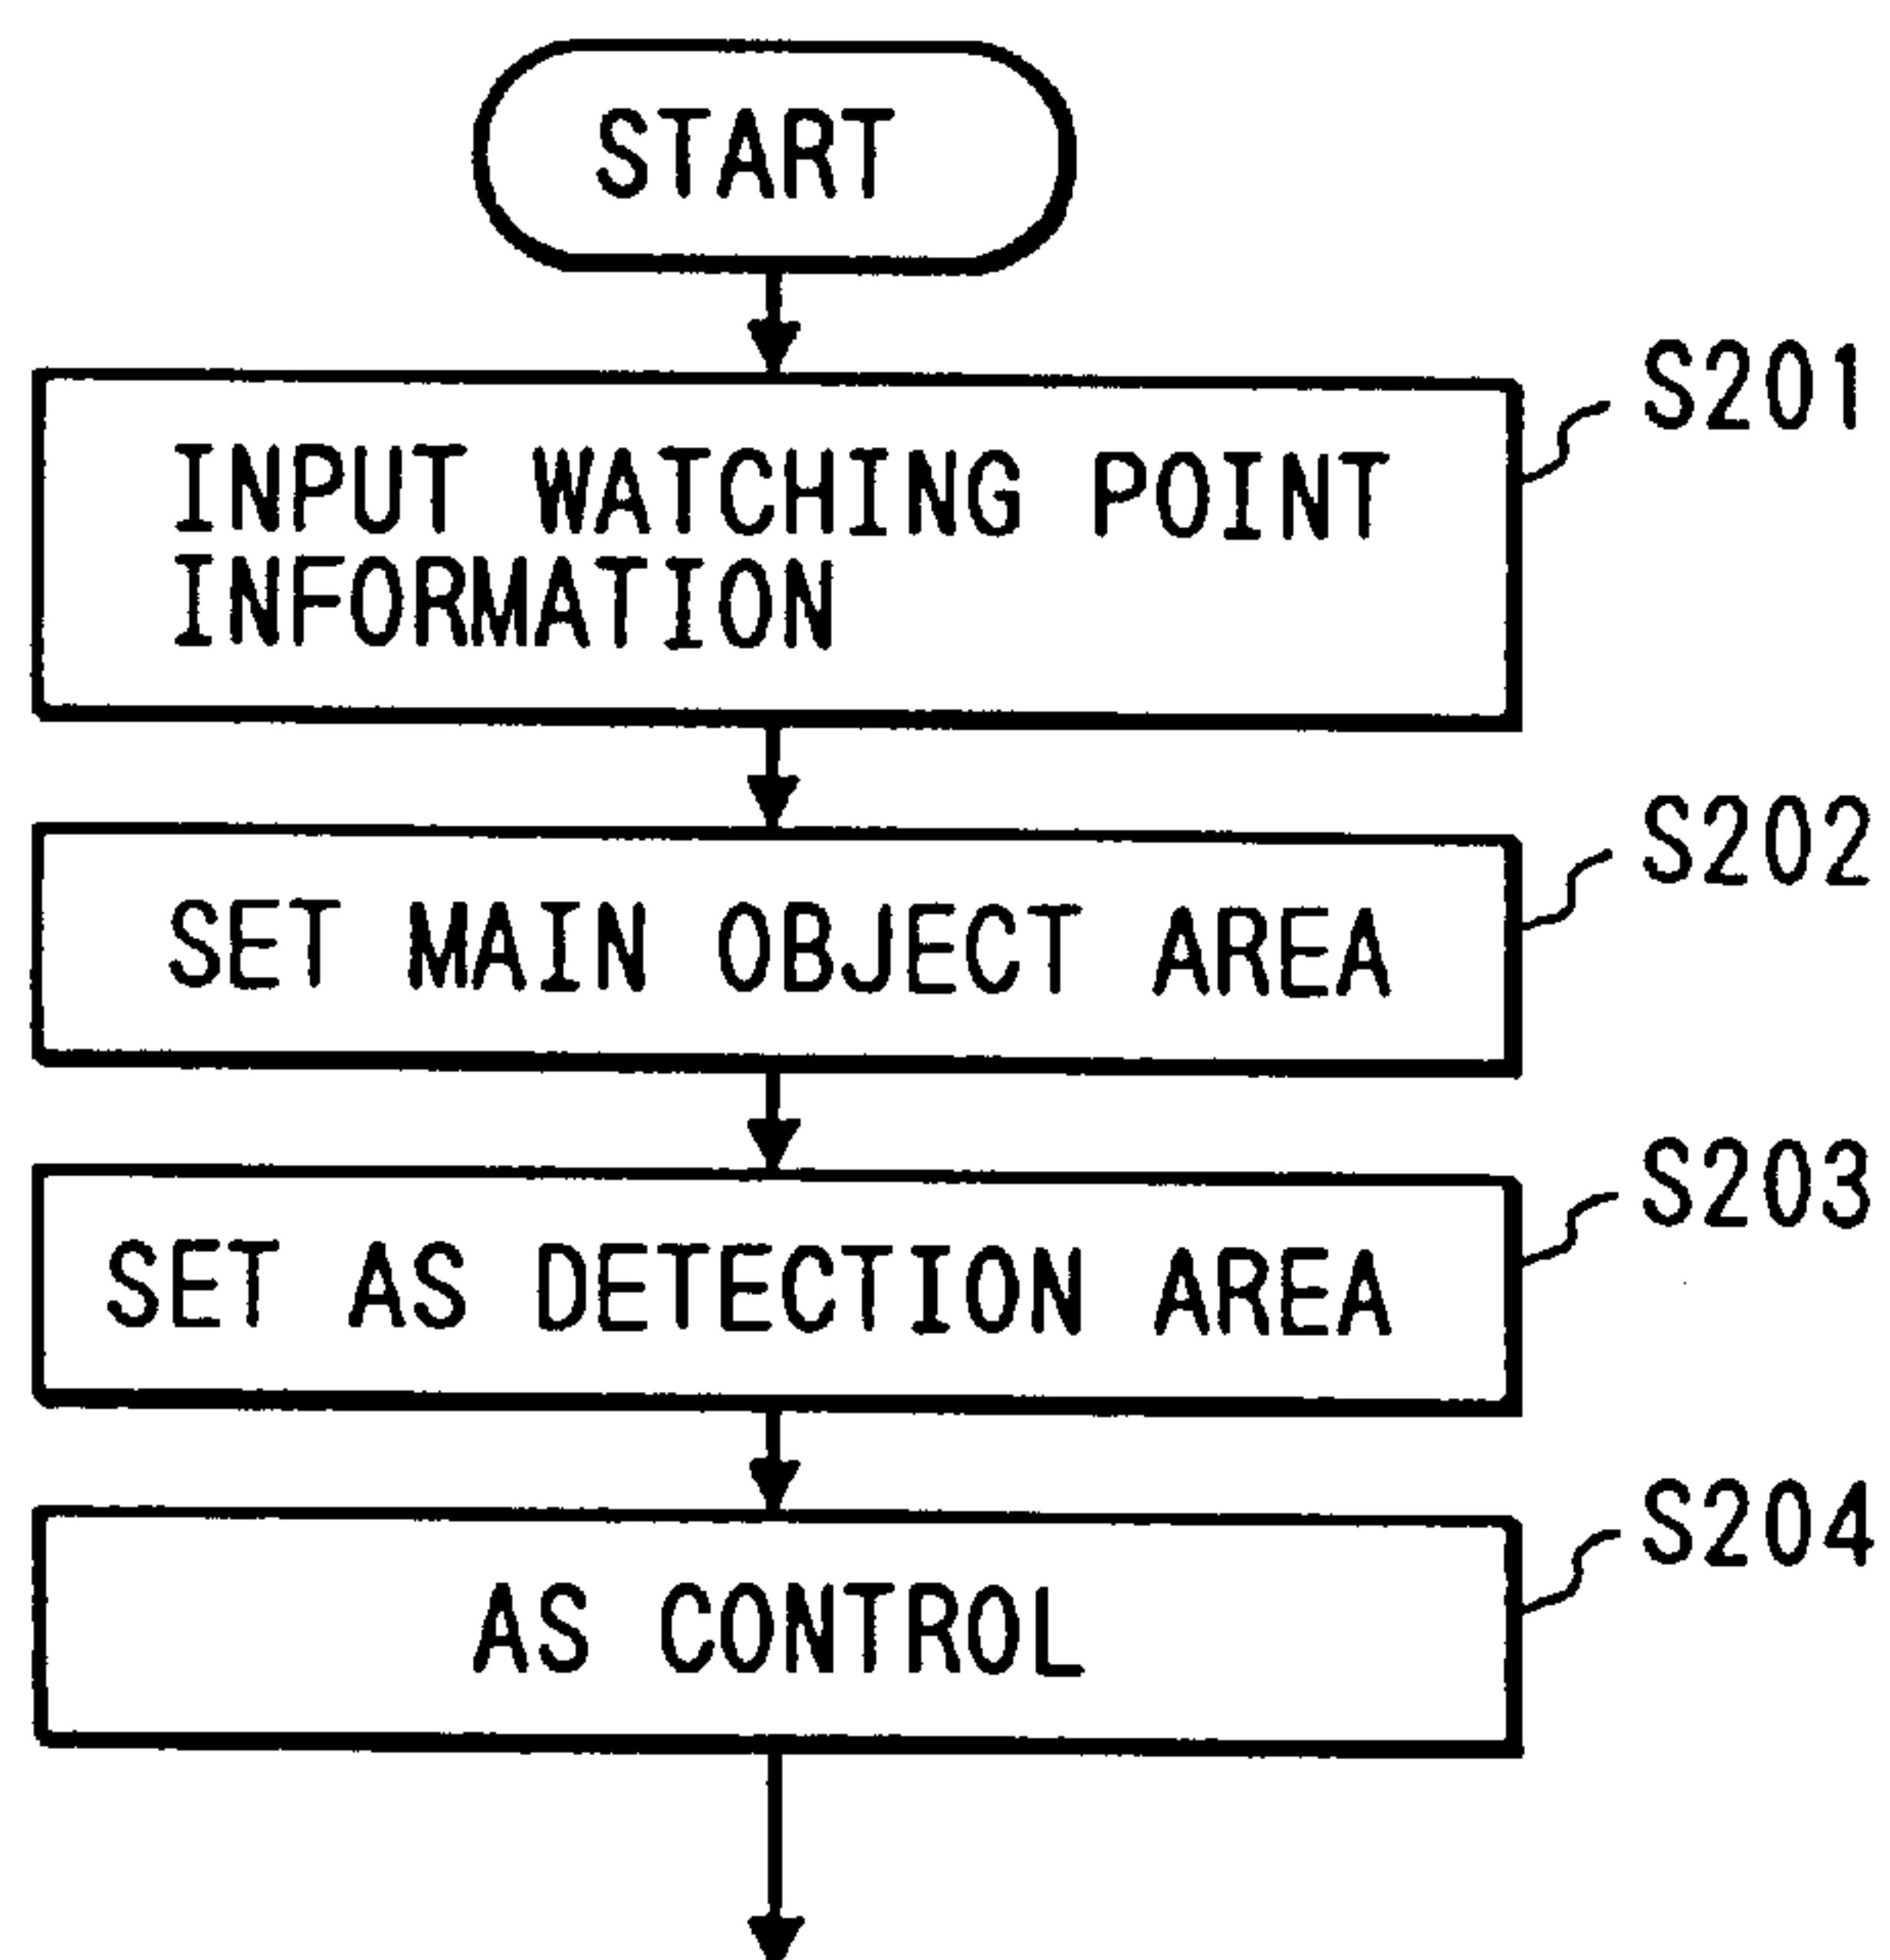 START
S201
INPUT WATCHING POINT
INFORMATION
S202
SET MAIN OBJECT AREA
S203
SET AS DETECTION AREA
S204
AS CONTROL